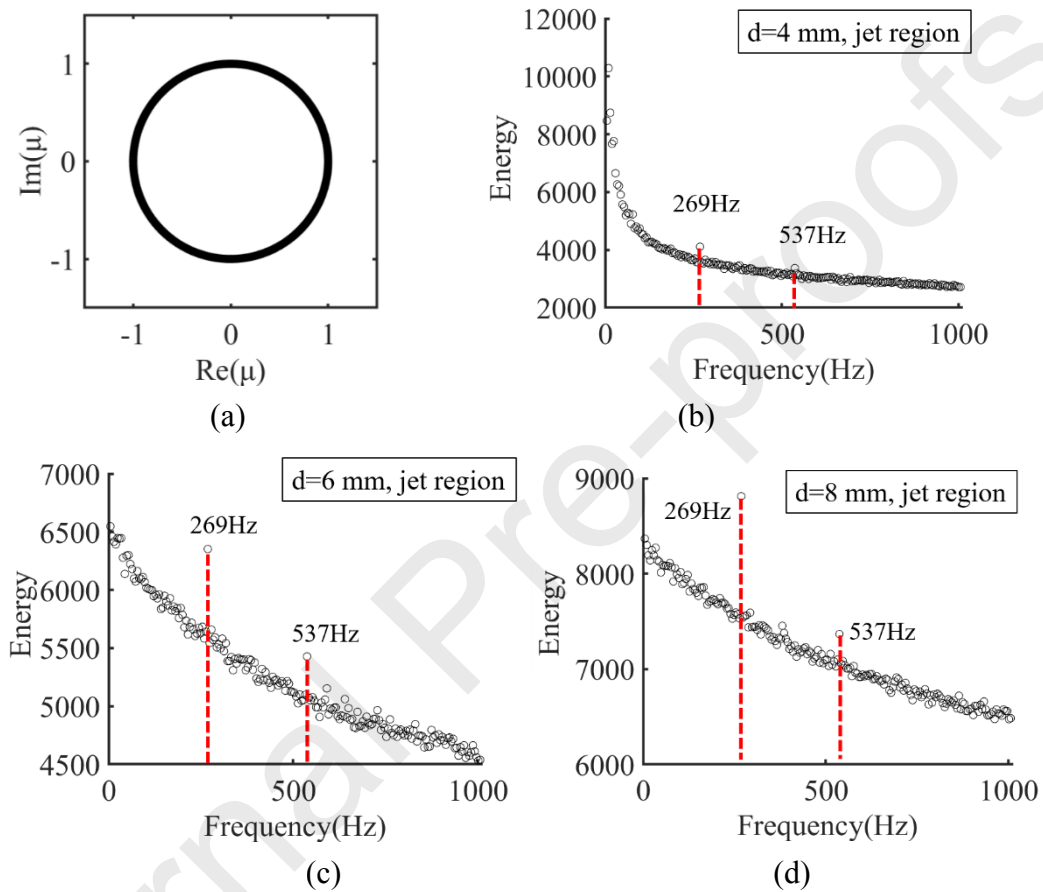 1
0
-1
Im(μ)
-1 0 1
Re(μ)
(a)
d=4 mm, jet region
12000
10000
8000
6000
4000
2000
Energy
269Hz
537Hz
0 500 1000
Frequency(Hz)
(b)
d=6 mm, jet region
7000
6500
6000
5500
5000
4500
Energy
269Hz
537Hz
0 500 1000
Frequency(Hz)
(c)
d=8 mm, jet region
9000
8000
7000
6000
Energy
269Hz
537Hz
0 500 1000
Frequency(Hz)
(d)
rnal Pre-proofs